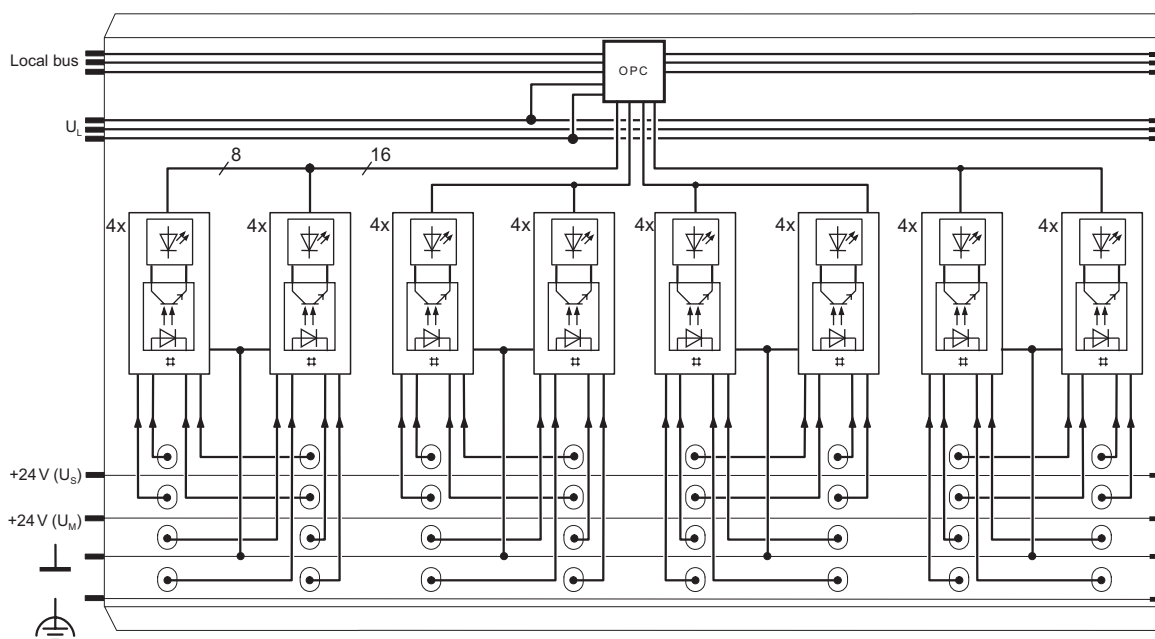 Local bus
OPC
U_L
8 16
4x 4x 4x 4x 4x 4x 4x 4x
# # # # # # # #
+24 V (U_S)
+24 V (U_M)